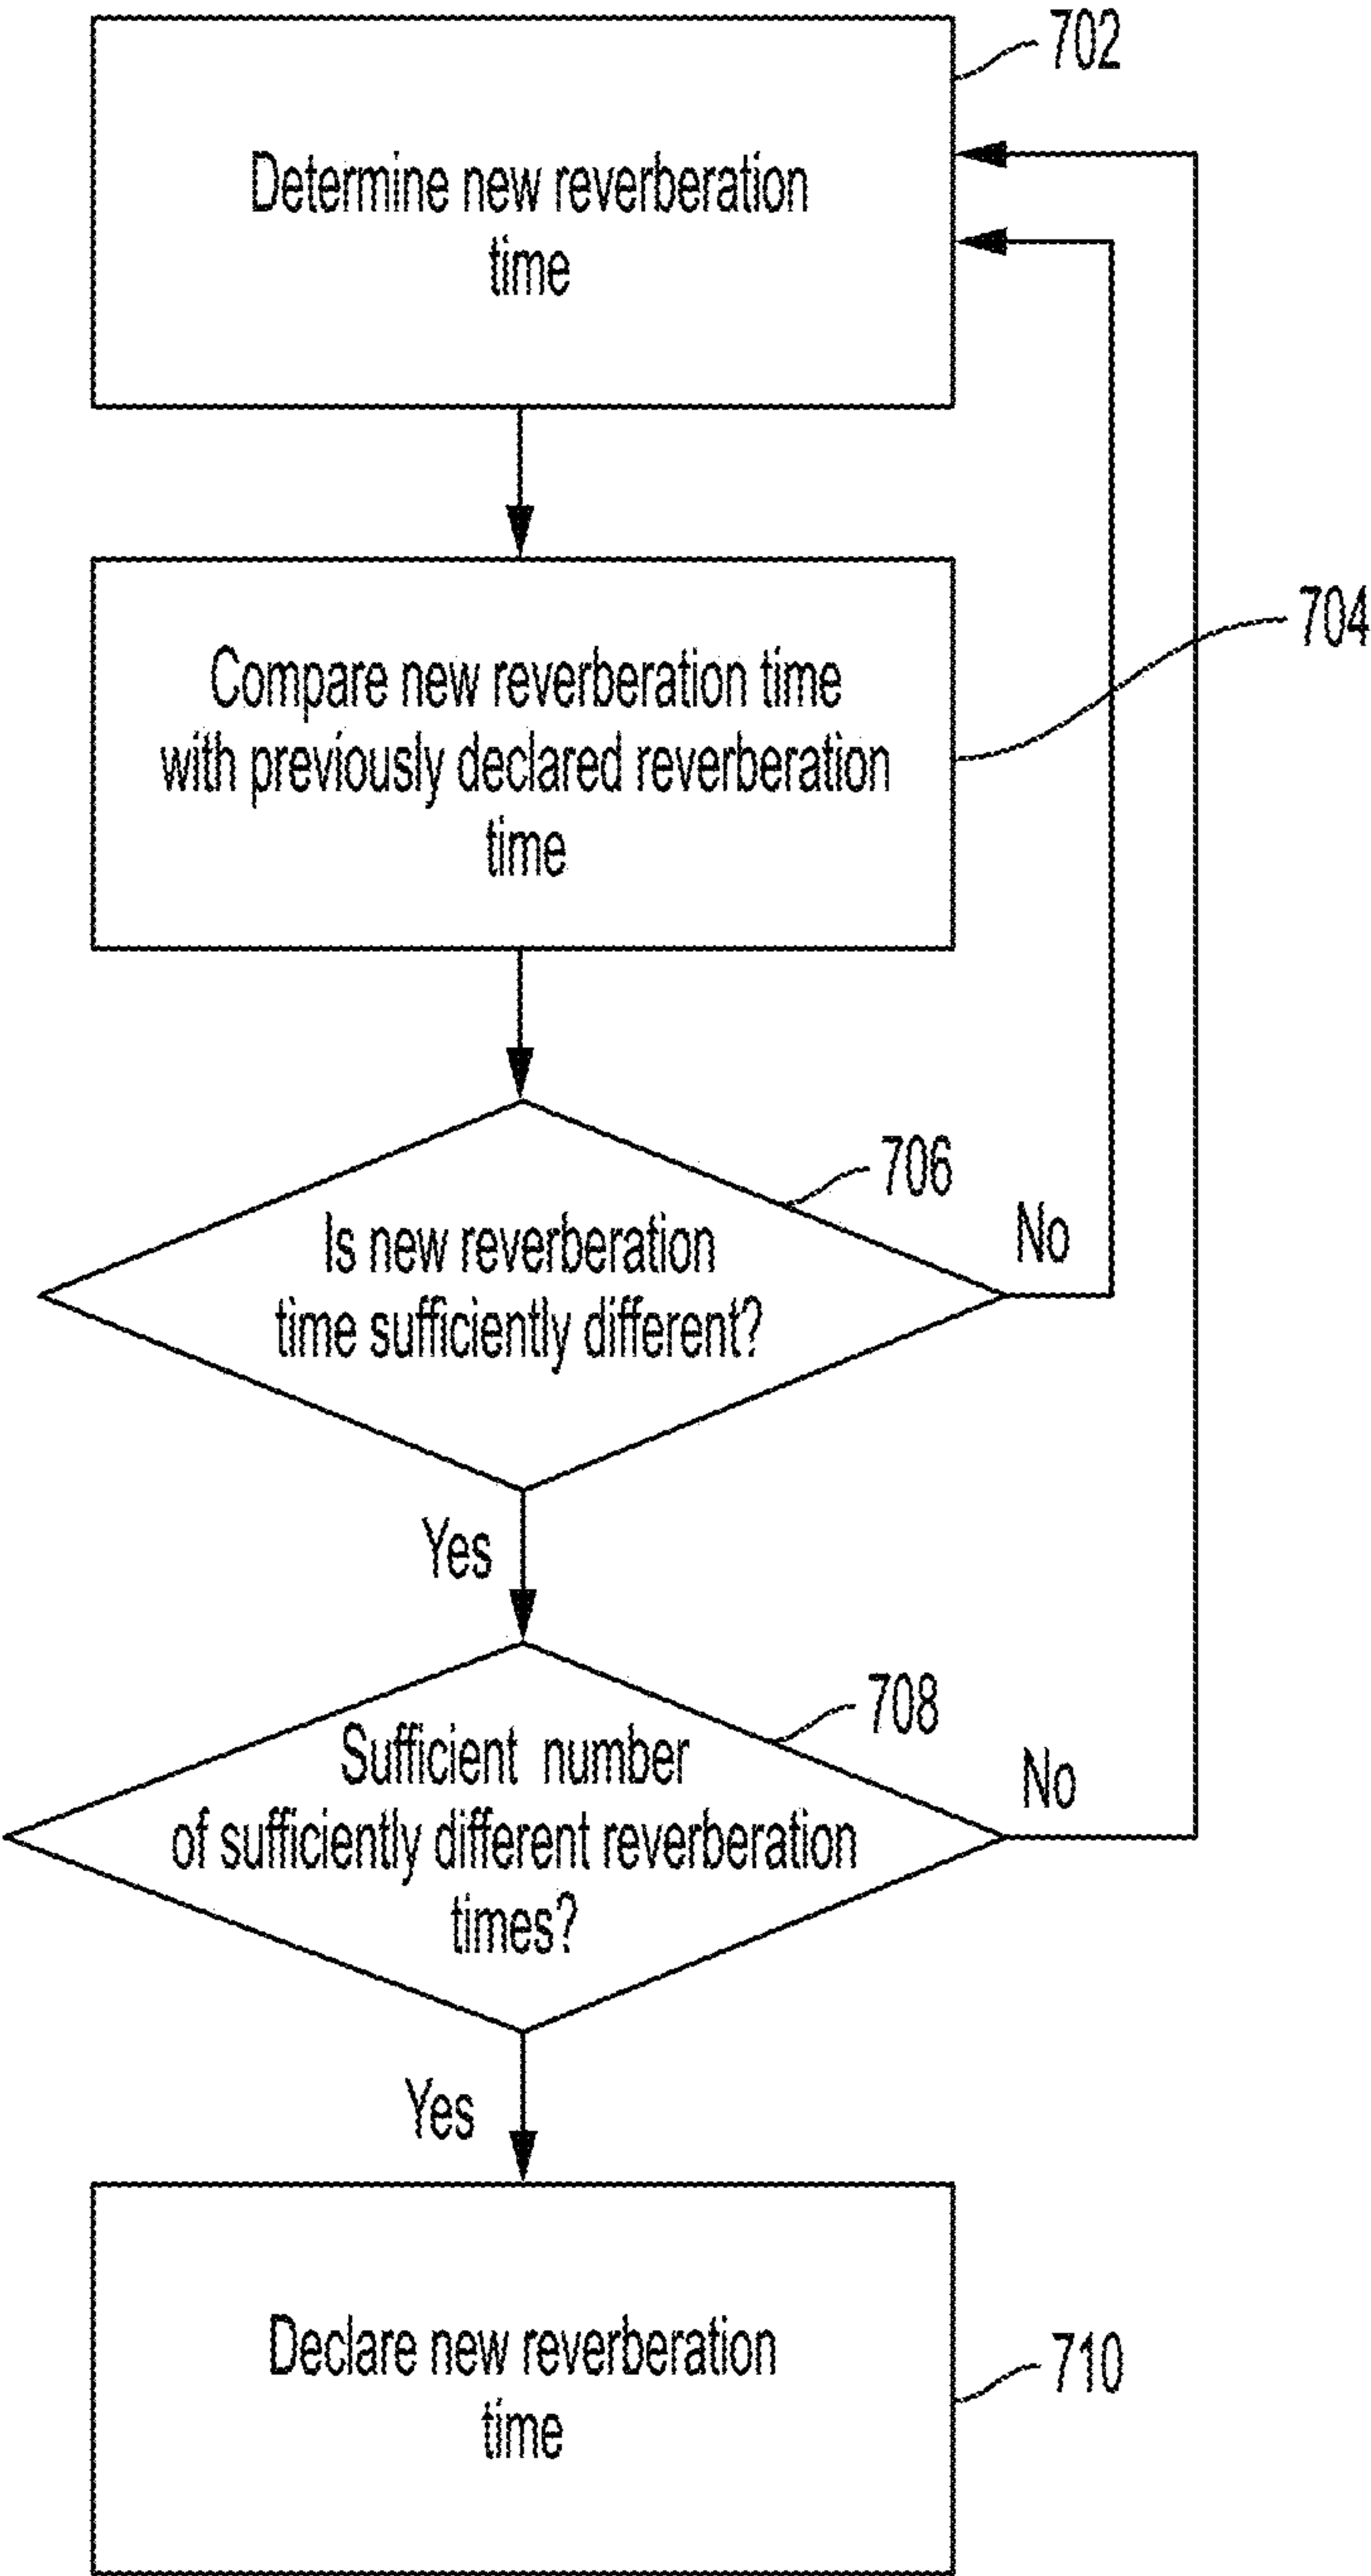 702
Determine new reverberation
time
704
Compare new reverberation time
with previously declared reverberation
time
706
No
Is new reverberation
time sufficiently different?
Yes
708
No
Sufficient number
of sufficiently different reverberation
times?
Yes
Declare new reverberation
time
710